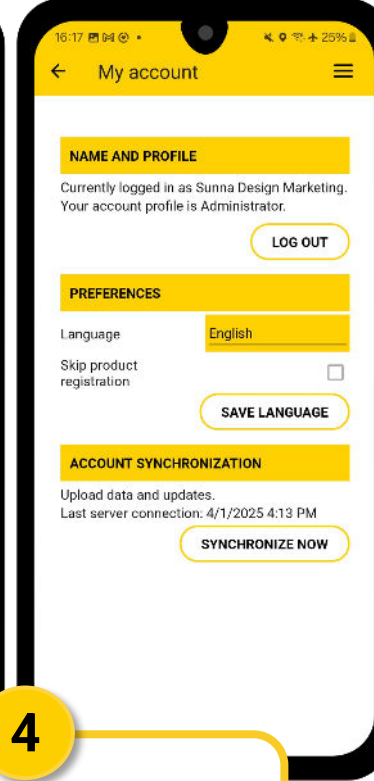 16:17
25%
My account
NAME AND PROFILE
Currently logged in as Sunna Design Marketing.
Your account profile is Administrator.
LOG OUT
PREFERENCES
Language
English
Skip product
registration
SAVE LANGUAGE
ACCOUNT SYNCHRONIZATION
Upload data and updates.
Last server connection: 4/1/2025 4:13 PM
SYNCHRONIZE NOW
4